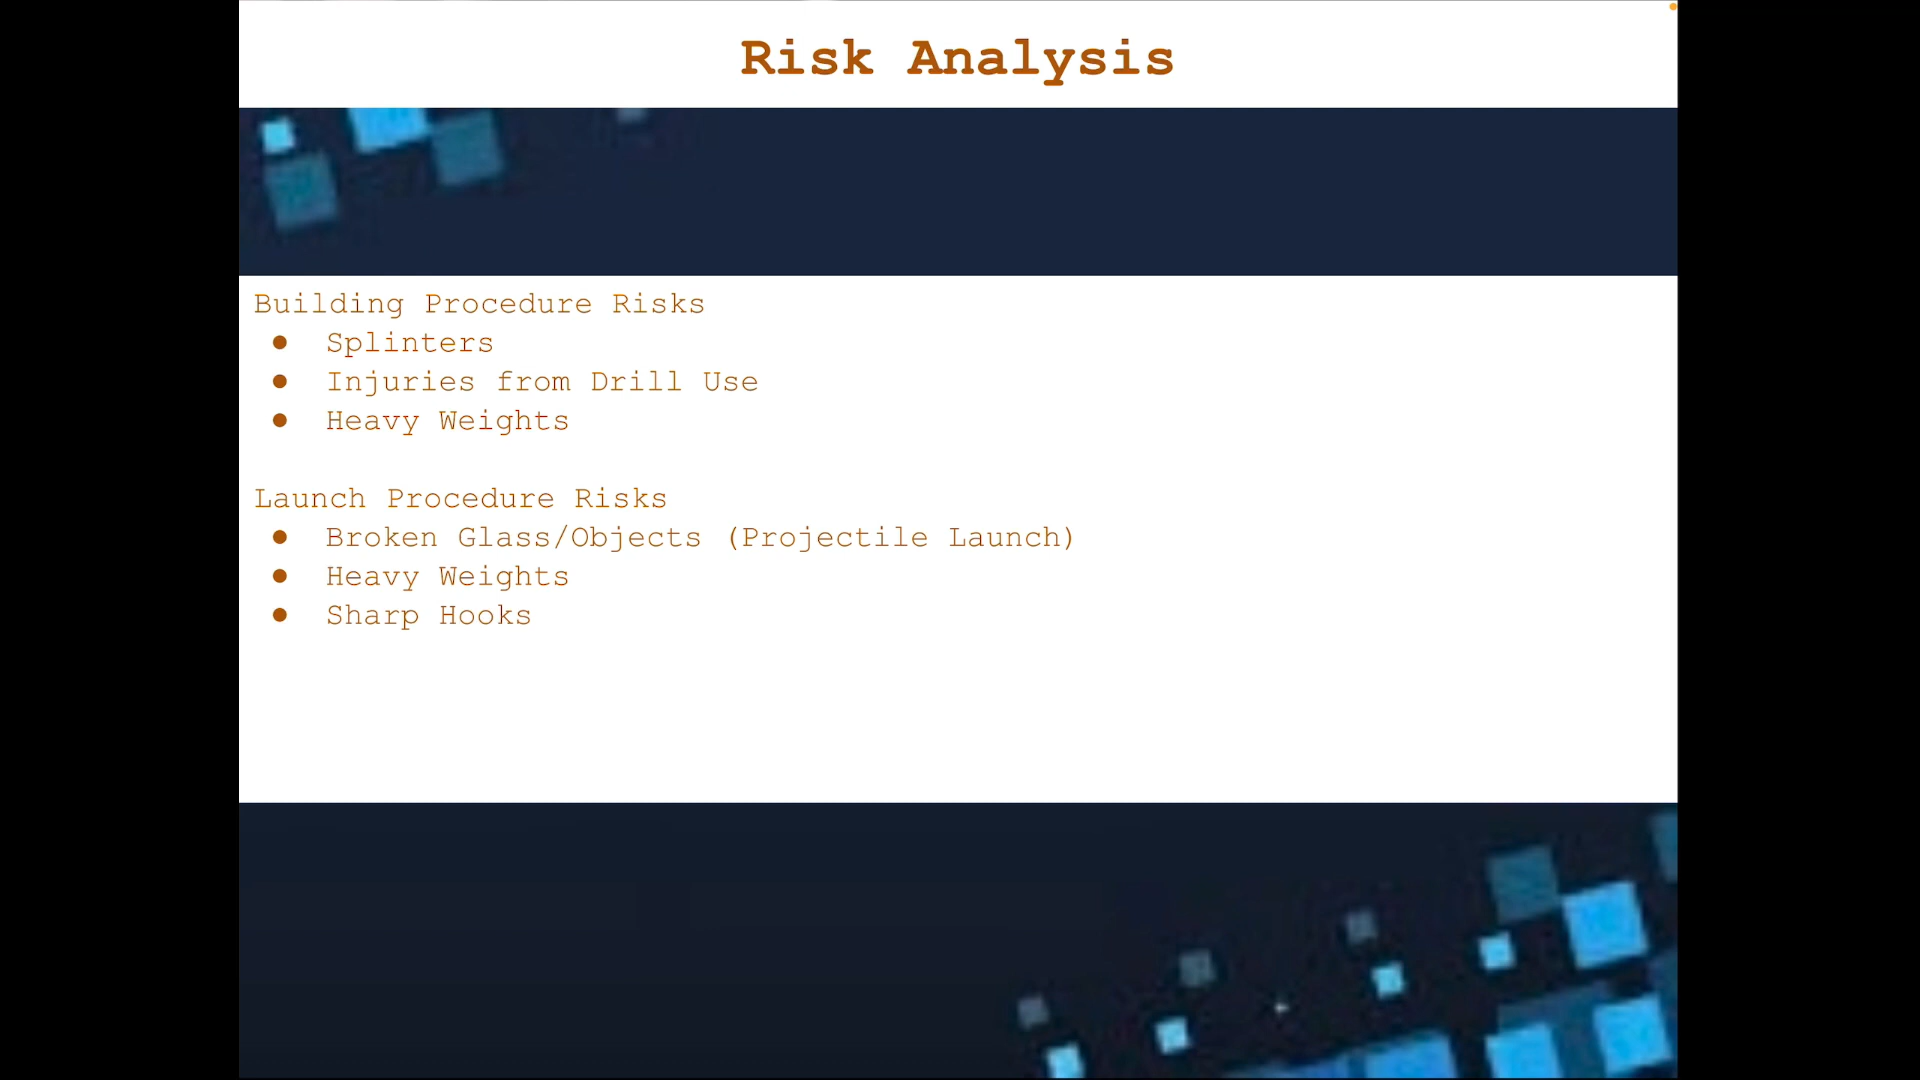 Risk Analysis
Building Procedure Risks
● Splinters
● Injuries from Drill Use
● Heavy Weights
Launch Procedure Risks
● Broken Glass/Objects (Projectile Launch)
● Heavy Weights
● Sharp Hooks